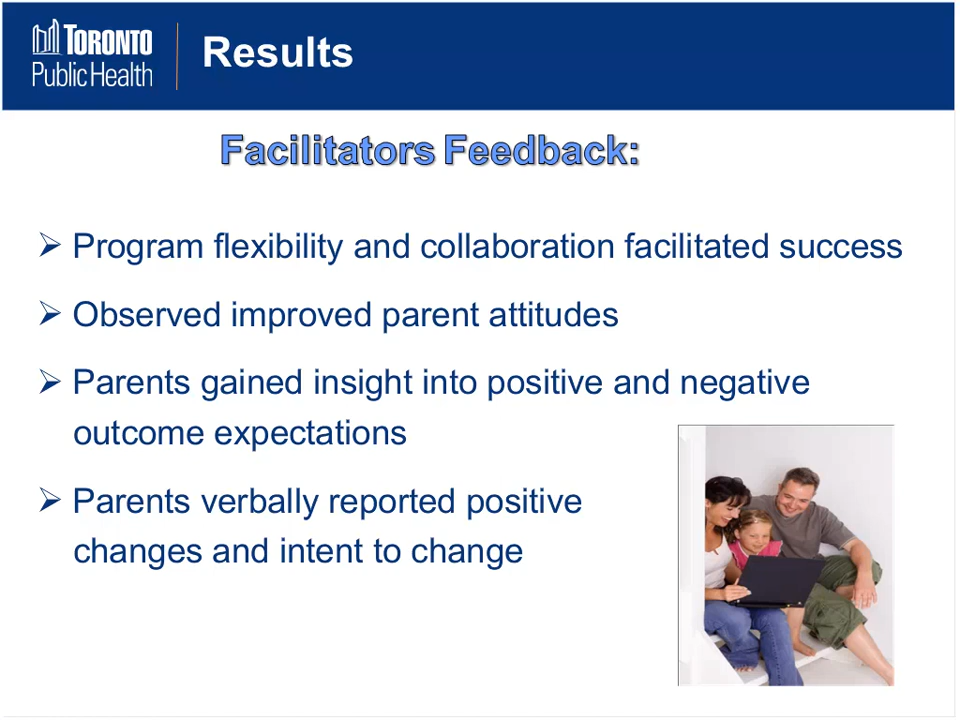 TORONTO
Public Health
Results
Facilitators Feedback:
Program flexibility and collaboration facilitated success
Observed improved parent attitudes
Parents gained insight into positive and negative
outcome expectations
Parents verbally reported positive
changes and intent to change